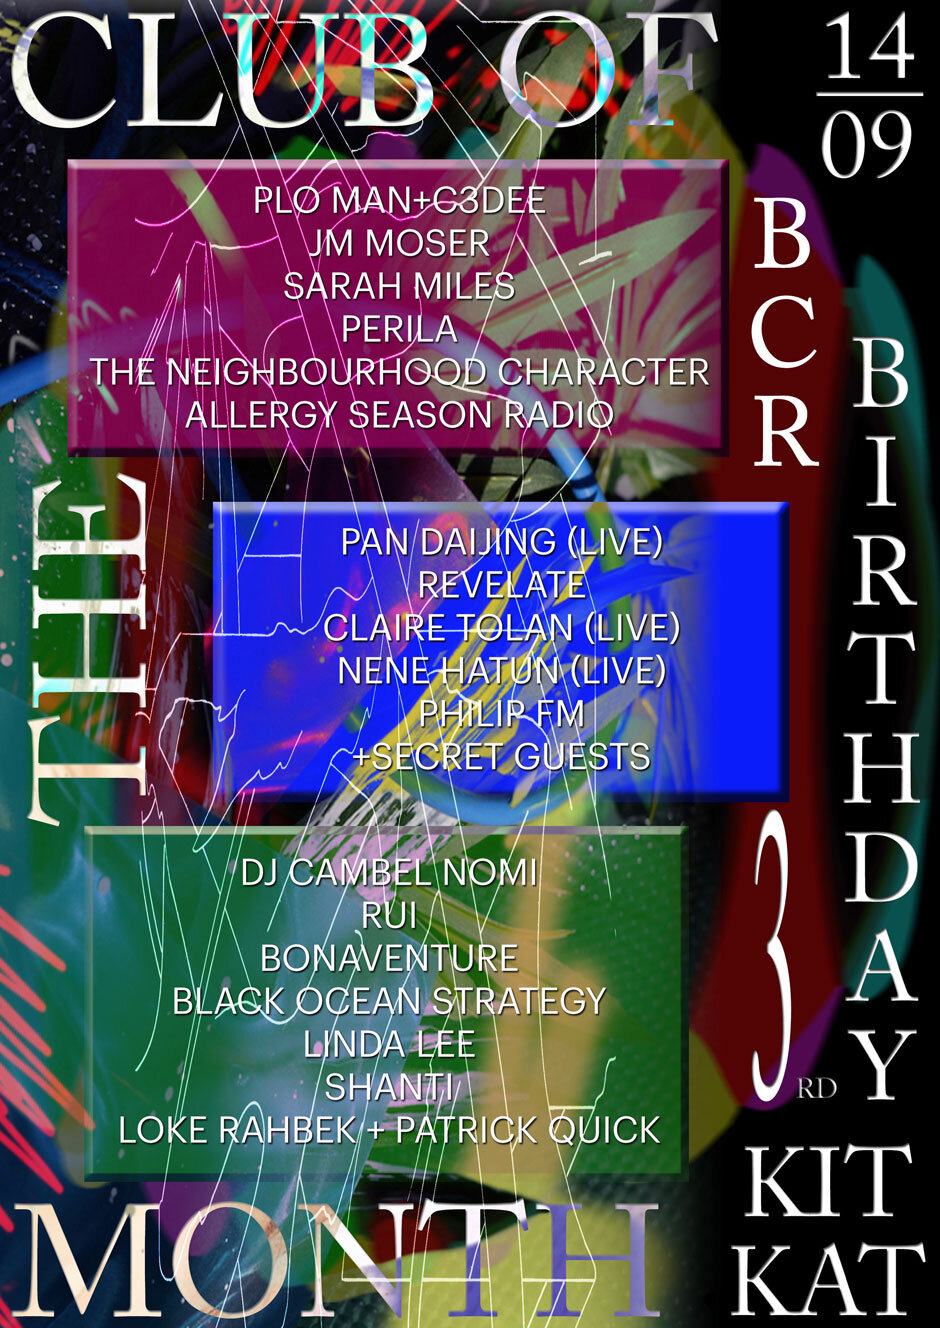 CLUB OF
THE
MONTH
14
09
BCR
BIRTHDAY
3RD
KIT
KAT
PLO MAN+C3DEE
JM MOSER
SARAH MILES
PERILA
THE NEIGHBOURHOOD CHARACTER
ALLERGY SEASON RADIO
PAN DAIJING (LIVE)
REVELATE
CLAIRE TOLAN (LIVE)
NENE HATUN (LIVE)
PHILIP FM
+SECRET GUESTS
DJ CAMBEL NOMI
RUI
BONAVENTURE
BLACK OCEAN STRATEGY
LINDA LEE
SHANTI
LOKE RAHBEK + PATRICK QUICK